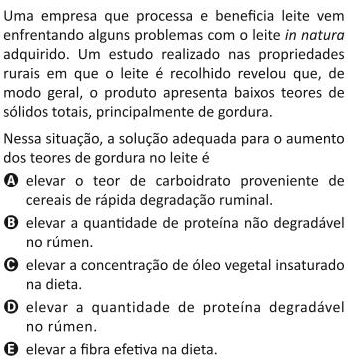 Uma empresa que processa e beneficia leite vem
enfrentando alguns problemas com o leite in natura
adquirido. Um estudo realizado nas propriedades
rurais em que o leite é recolhido revelou que, de
modo geral, o produto apresenta baixos teores de
sólidos totais, principalmente de gordura.
Nessa situação, a solução adequada para o aumento
dos teores de gordura no leite é
A elevar o teor de carboidrato proveniente de
cereais de rápida degradação ruminal.
B elevar a quantidade de proteína não degradável
no rúmen.
C elevar a concentração de óleo vegetal insaturado
na dieta.
D elevar a quantidade de proteína degradável
no rúmen.
E elevar a fibra efetiva na dieta.